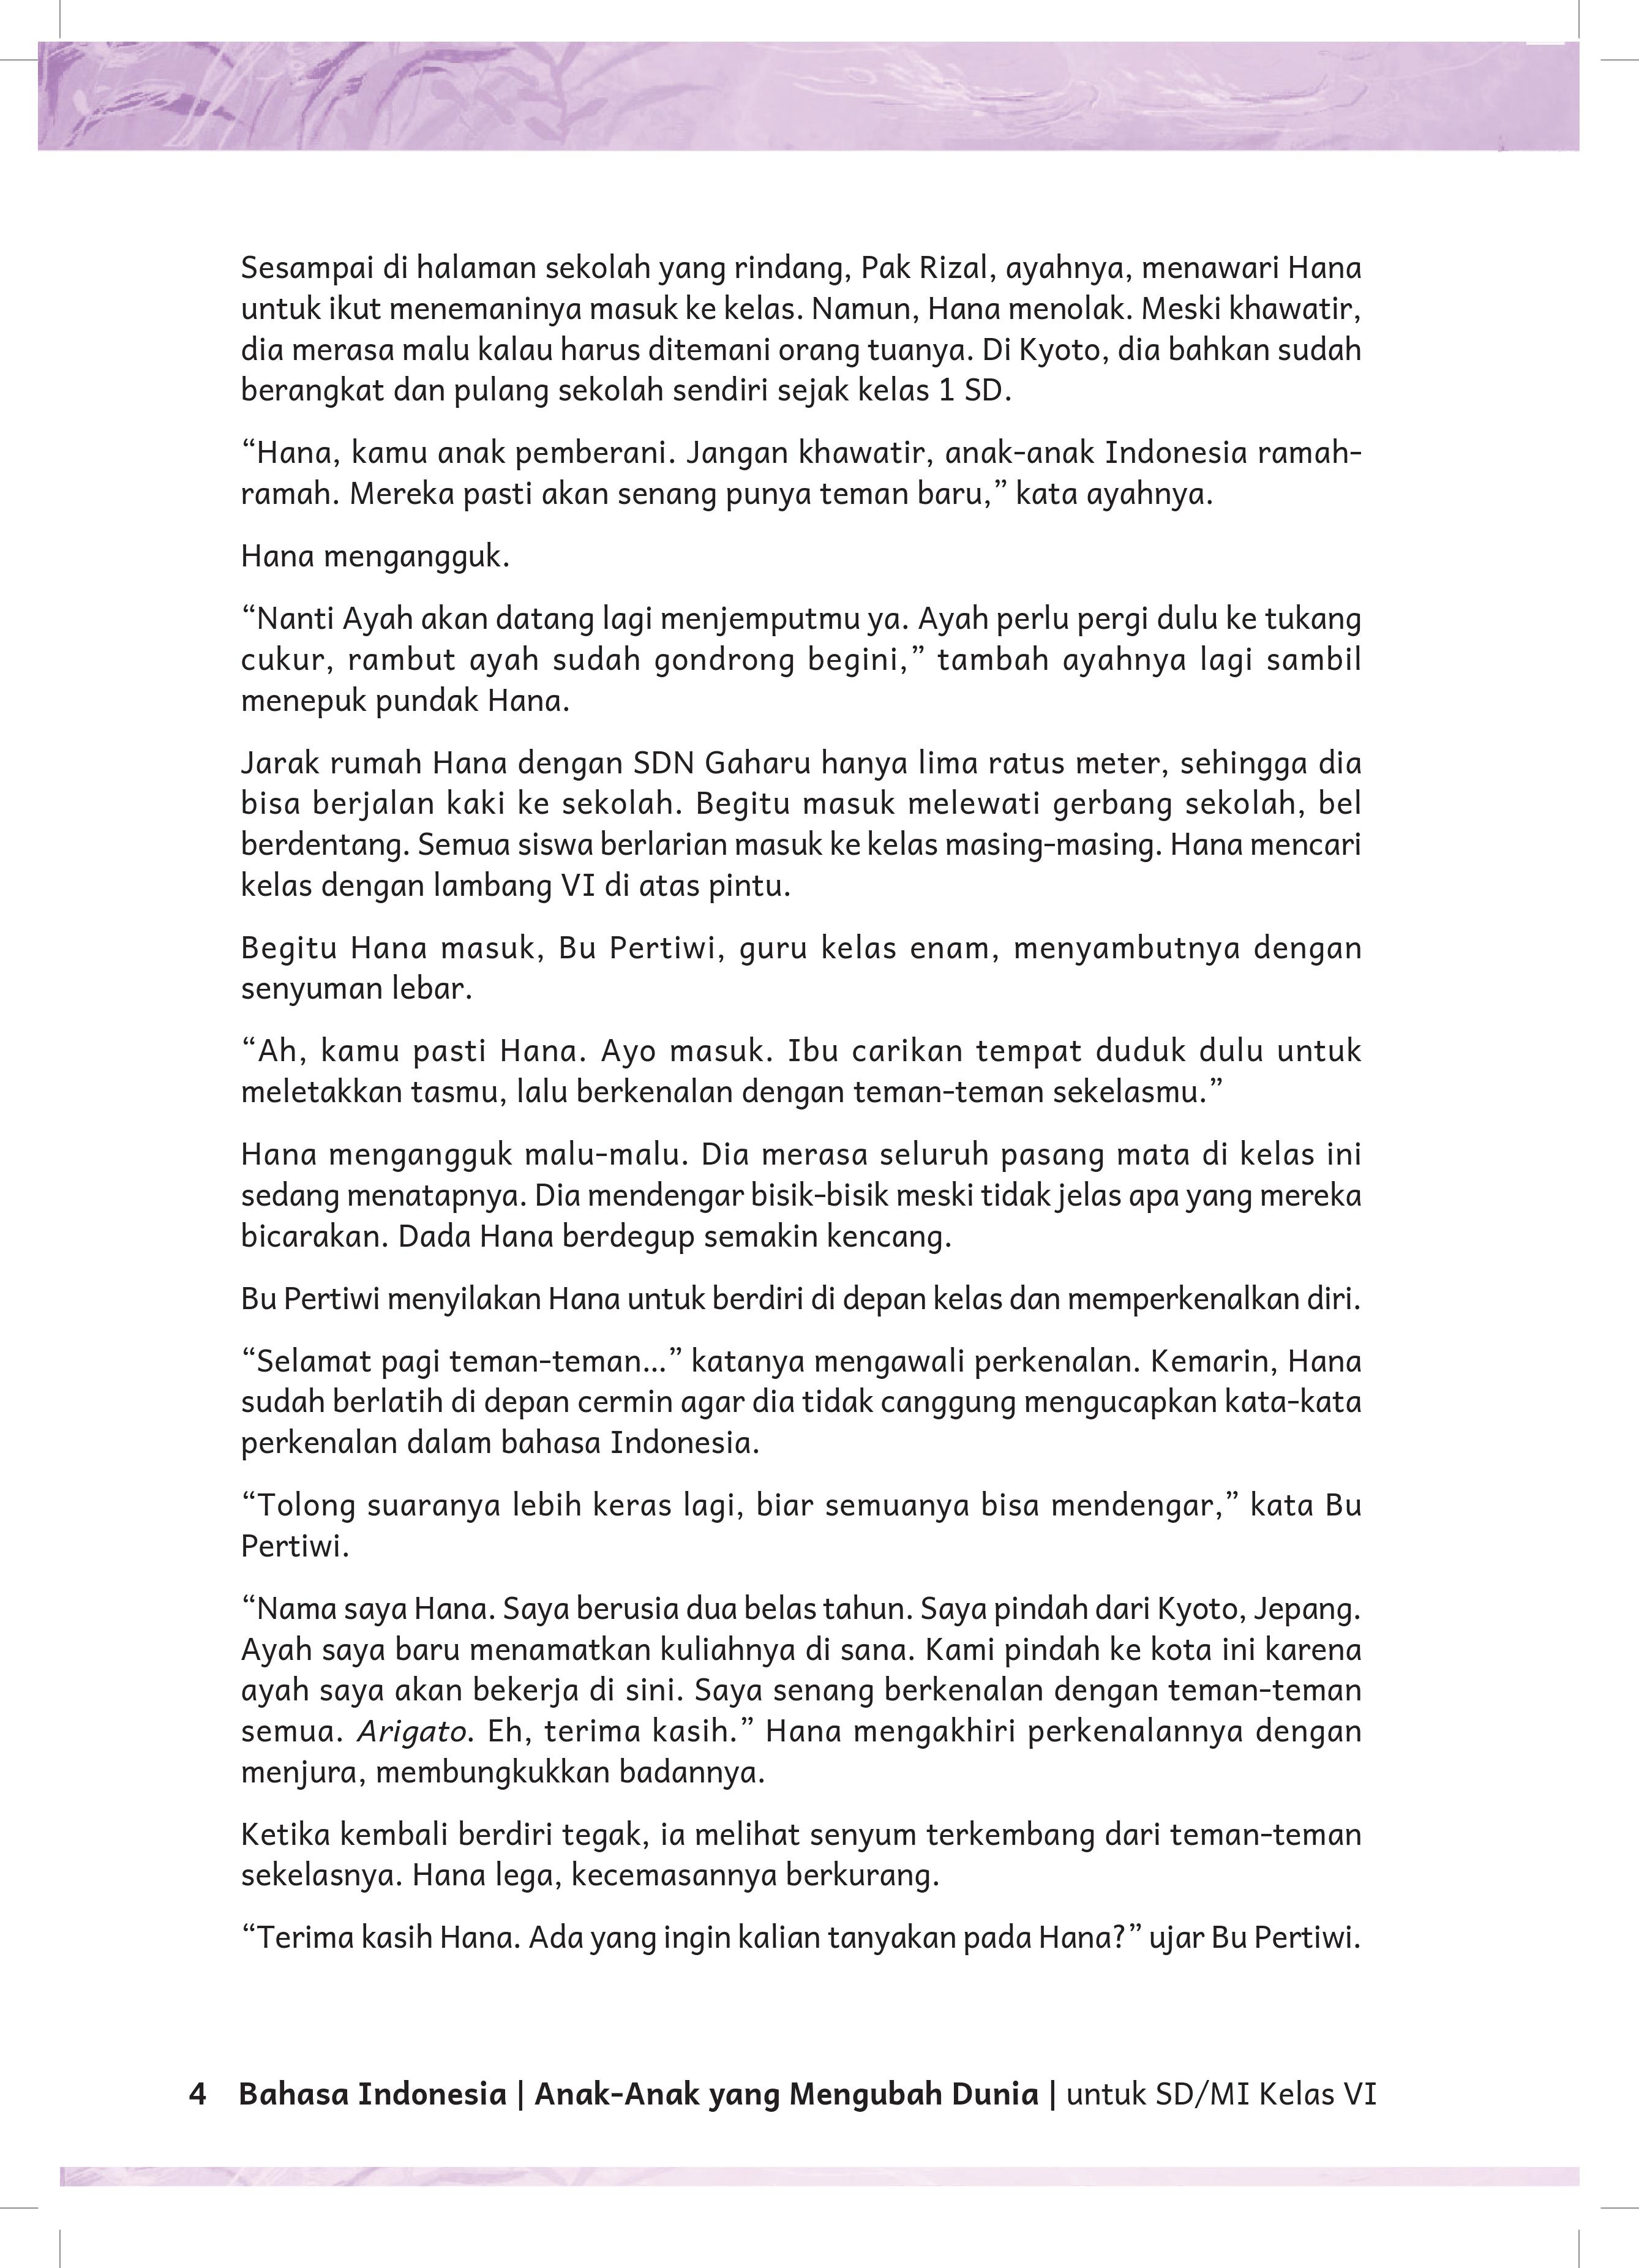 Sesampai di halaman sekolah yang rindang, Pak Rizal, ayahnya, menawari Hana
untuk ikut menemaninya masuk ke kelas. Namun, Hana menolak. Meski khawatir,
dia merasa malu kalau harus ditemani orang tuanya. Di Kyoto, dia bahkan sudah
berangkat dan pulang sekolah sendiri sejak kelas 1 SD.
“Hana, kamu anak pemberani. Jangan khawatir, anak-anak Indonesia ramah-
ramah. Mereka pasti akan senang punya teman baru,” kata ayahnya.
Hana mengangguk.
“Nanti Ayah akan datang lagi menjemputmu ya. Ayah perlu pergi dulu ke tukang
cukur, rambut ayah sudah gondrong begini,” tambah ayahnya lagi sambil
menepuk pundak Hana.
Jarak rumah Hana dengan SDN Gaharu hanya lima ratus meter, sehingga dia
bisa berjalan kaki ke sekolah. Begitu masuk melewati gerbang sekolah, bel
berdentang. Semua siswa berlarian masuk ke kelas masing-masing. Hana mencari
kelas dengan lambang VI di atas pintu.
Begitu Hana masuk, Bu Pertiwi, guru kelas enam, menyambutnya dengan
senyuman lebar.
“Ah, kamu pasti Hana. Ayo masuk. Ibu carikan tempat duduk dulu untuk
meletakkan tasmu, lalu berkenalan dengan teman-teman sekelasmu.”
Hana mengangguk malu-malu. Dia merasa seluruh pasang mata di kelas ini
sedang menatapnya. Dia mendengar bisik-bisik meski tidak jelas apa yang mereka
bicarakan. Dada Hana berdegup semakin kencang.
Bu Pertiwi menyilakan Hana untuk berdiri di depan kelas dan memperkenalkan diri.
“Selamat pagi teman-teman...” katanya mengawali perkenalan. Kemarin, Hana
sudah berlatih di depan cermin agar dia tidak canggung mengucapkan kata-kata
perkenalan dalam bahasa Indonesia.
“Tolong suaranya lebih keras lagi, biar semuanya bisa mendengar,” kata Bu
Pertiwi.
“Nama saya Hana. Saya berusia dua belas tahun. Saya pindah dari Kyoto, Jepang.
Ayah saya baru menamatkan kuliahnya di sana. Kami pindah ke kota ini karena
ayah saya akan bekerja di sini. Saya senang berkenalan dengan teman-teman
semua. Arigato. Eh, terima kasih.” Hana mengakhiri perkenalannya dengan
menjura, membungkukkan badannya.
Ketika kembali berdiri tegak, ia melihat senyum terkembang dari teman-teman
sekelasnya. Hana lega, kecemasannya berkurang.
“Terima kasih Hana. Ada yang ingin kalian tanyakan pada Hana?” ujar Bu Pertiwi.
4 Bahasa Indonesia | Anak-Anak yang Mengubah Dunia | untuk SD/MI Kelas VI